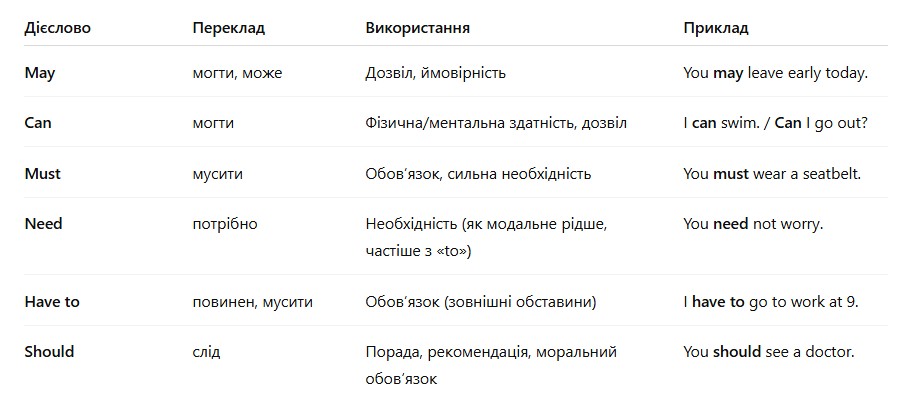 Дієслово Переклад Використання Приклад
May могти, може Дозвіл, ймовірність You may leave early today.
Can могти Фізична/ментальна здатність, дозвіл I can swim. / Can I go out?
Must мусити Обов’язок, сильна необхідність You must wear a seatbelt.
Need потрібно Необхідність (як модальне рідше, You need not worry.
частіше з «to»)
Have to повинен, мусити Обов’язок (зовнішні обставини) I have to go to work at 9.
Should слід Порада, рекомендація, моральний You should see a doctor.
обов’язок